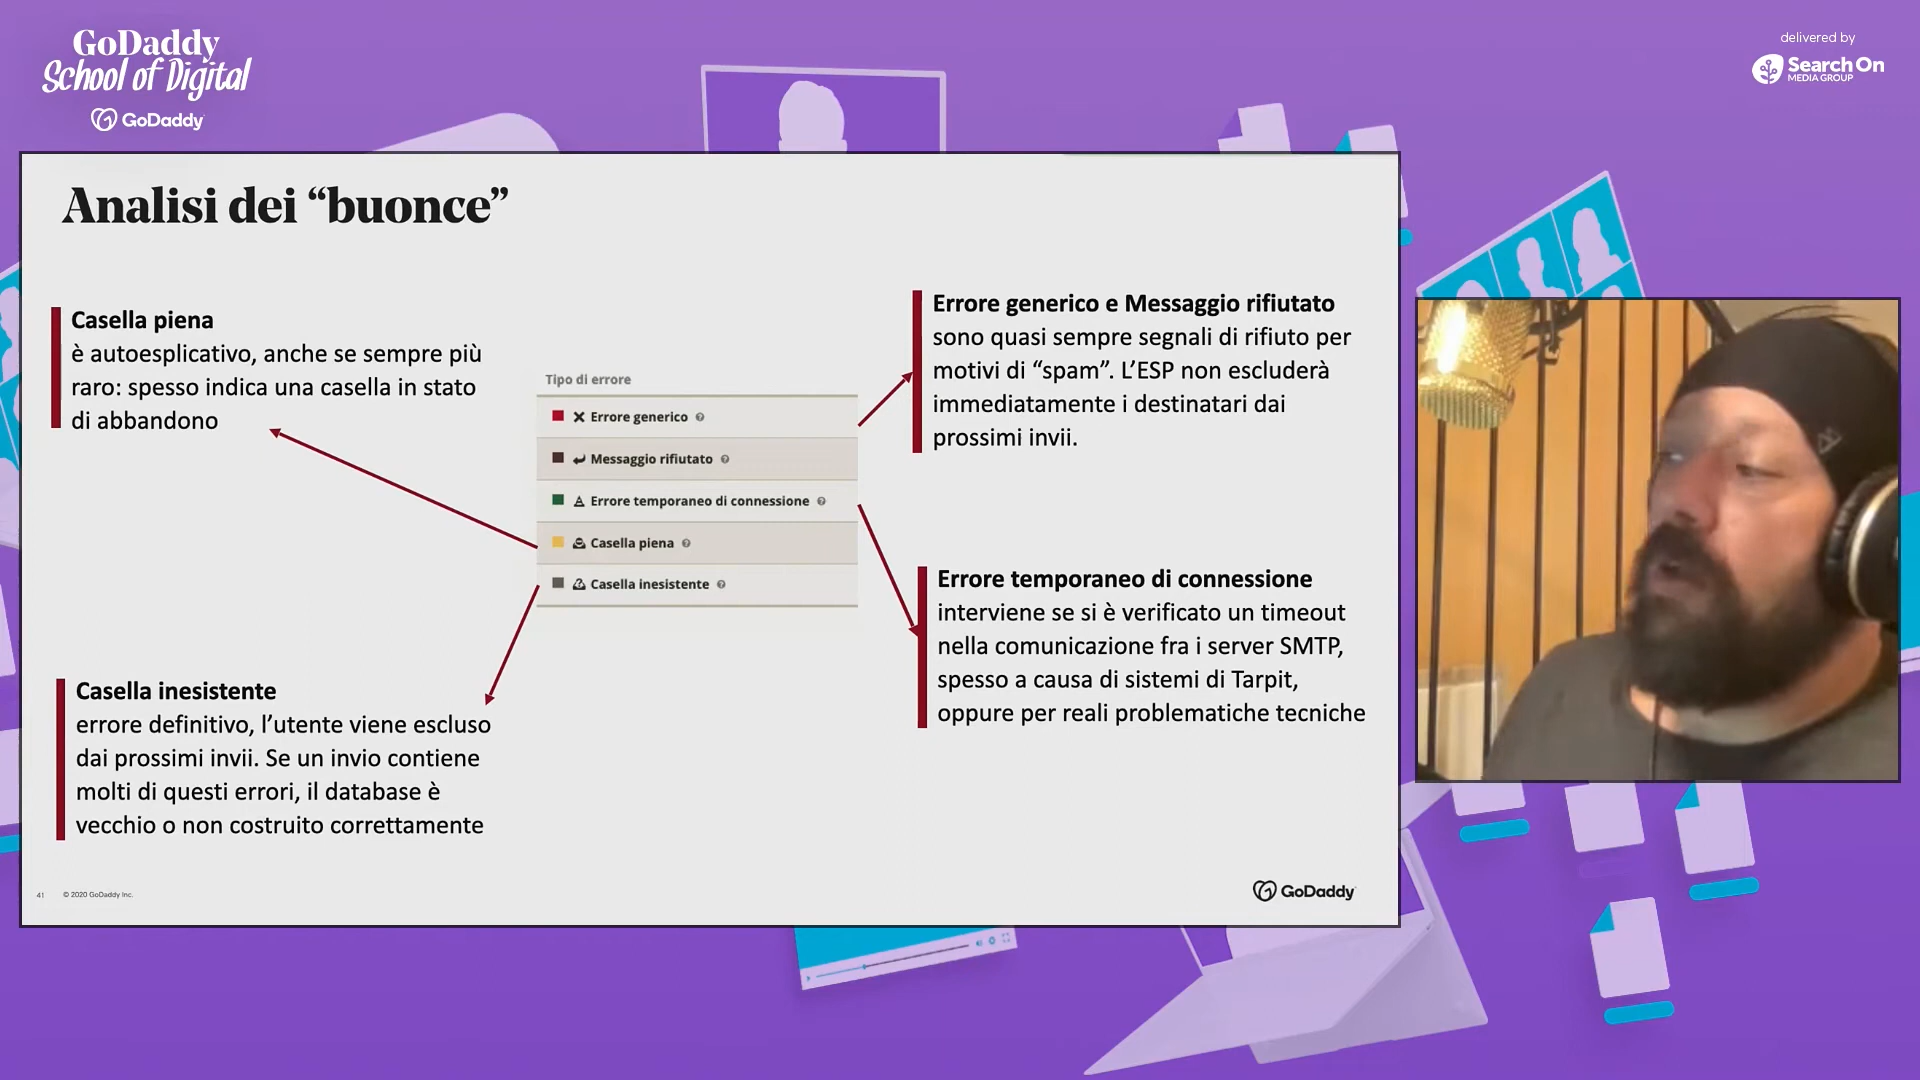 GoDaddy
School of Digital
GoDaddy
delivered by
Search On
MEDIA GROUP
Analisi dei “buonce”
Casella piena
è autoesplicativo, anche se sempre più
raro: spesso indica una casella in stato
di abbandono
Tipo di errore
Errore generico
Messaggio rifiutato
Errore temporaneo di connessione
Casella piena
Casella inesistente
Errore generico e Messaggio rifiutato
sono quasi sempre segnali di rifiuto per
motivi di “spam”. L’ESP non escluderà
immediatamente i destinatari dai
prossimi invii.
Errore temporaneo di connessione
interviene se si è verificato un timeout
nella comunicazione fra i server SMTP,
spesso a causa di sistemi di Tarpit,
oppure per reali problematiche tecniche
Casella inesistente
errore definitivo, l’utente viene escluso
dai prossimi invii. Se un invio contiene
molti di questi errori, il database è
vecchio o non costruito correttamente
41
© 2020 GoDaddy Inc.
GoDaddy